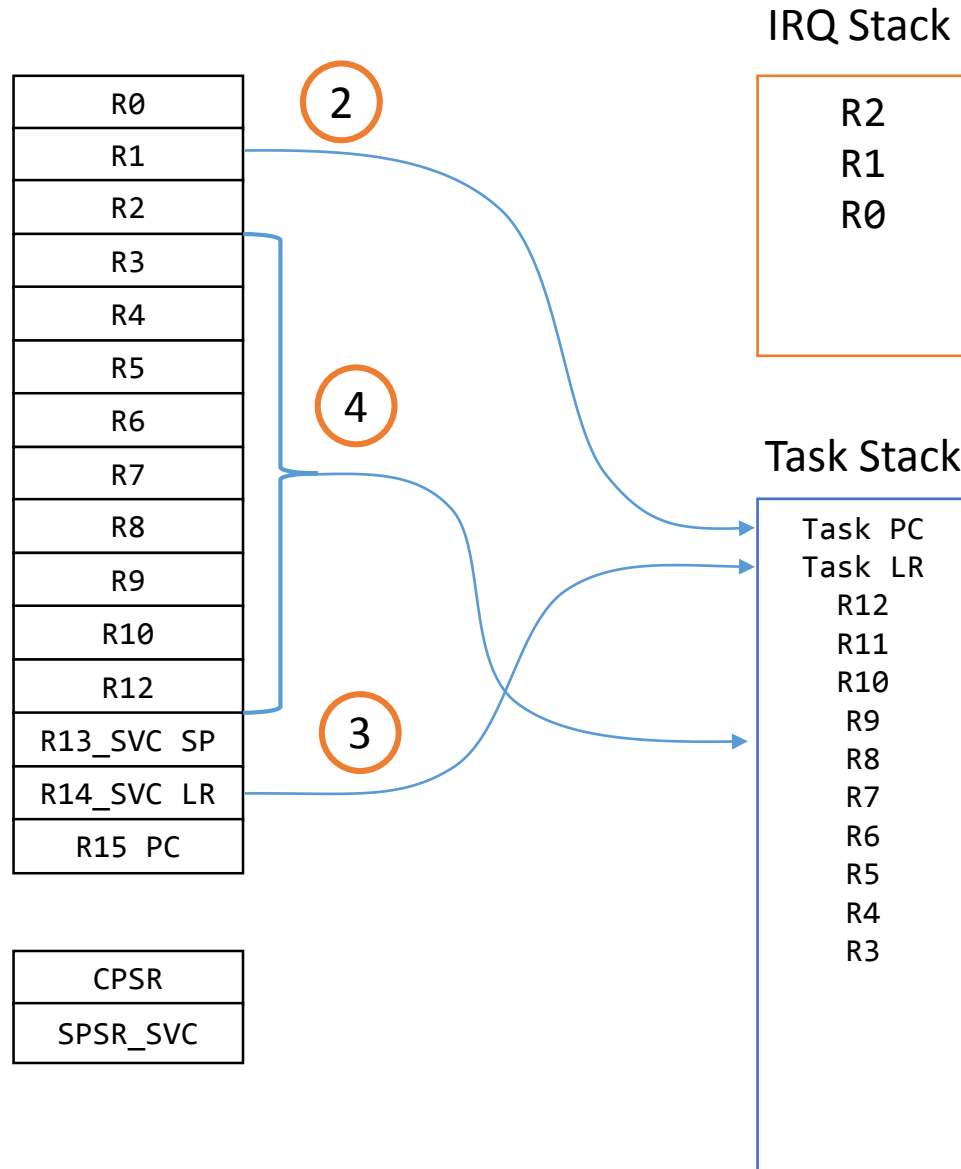 IRQ Stack
R0
R1
R2
R3
R4
R5
R6
R7
R8
R9
R10
R12
R13_SVC SP
R14_SVC LR
R15 PC
CPSR
SPSR_SVC
2
4
3
R2
R1
R0
Task Stack
Task PC
Task LR
R12
R11
R10
R9
R8
R7
R6
R5
R4
R3